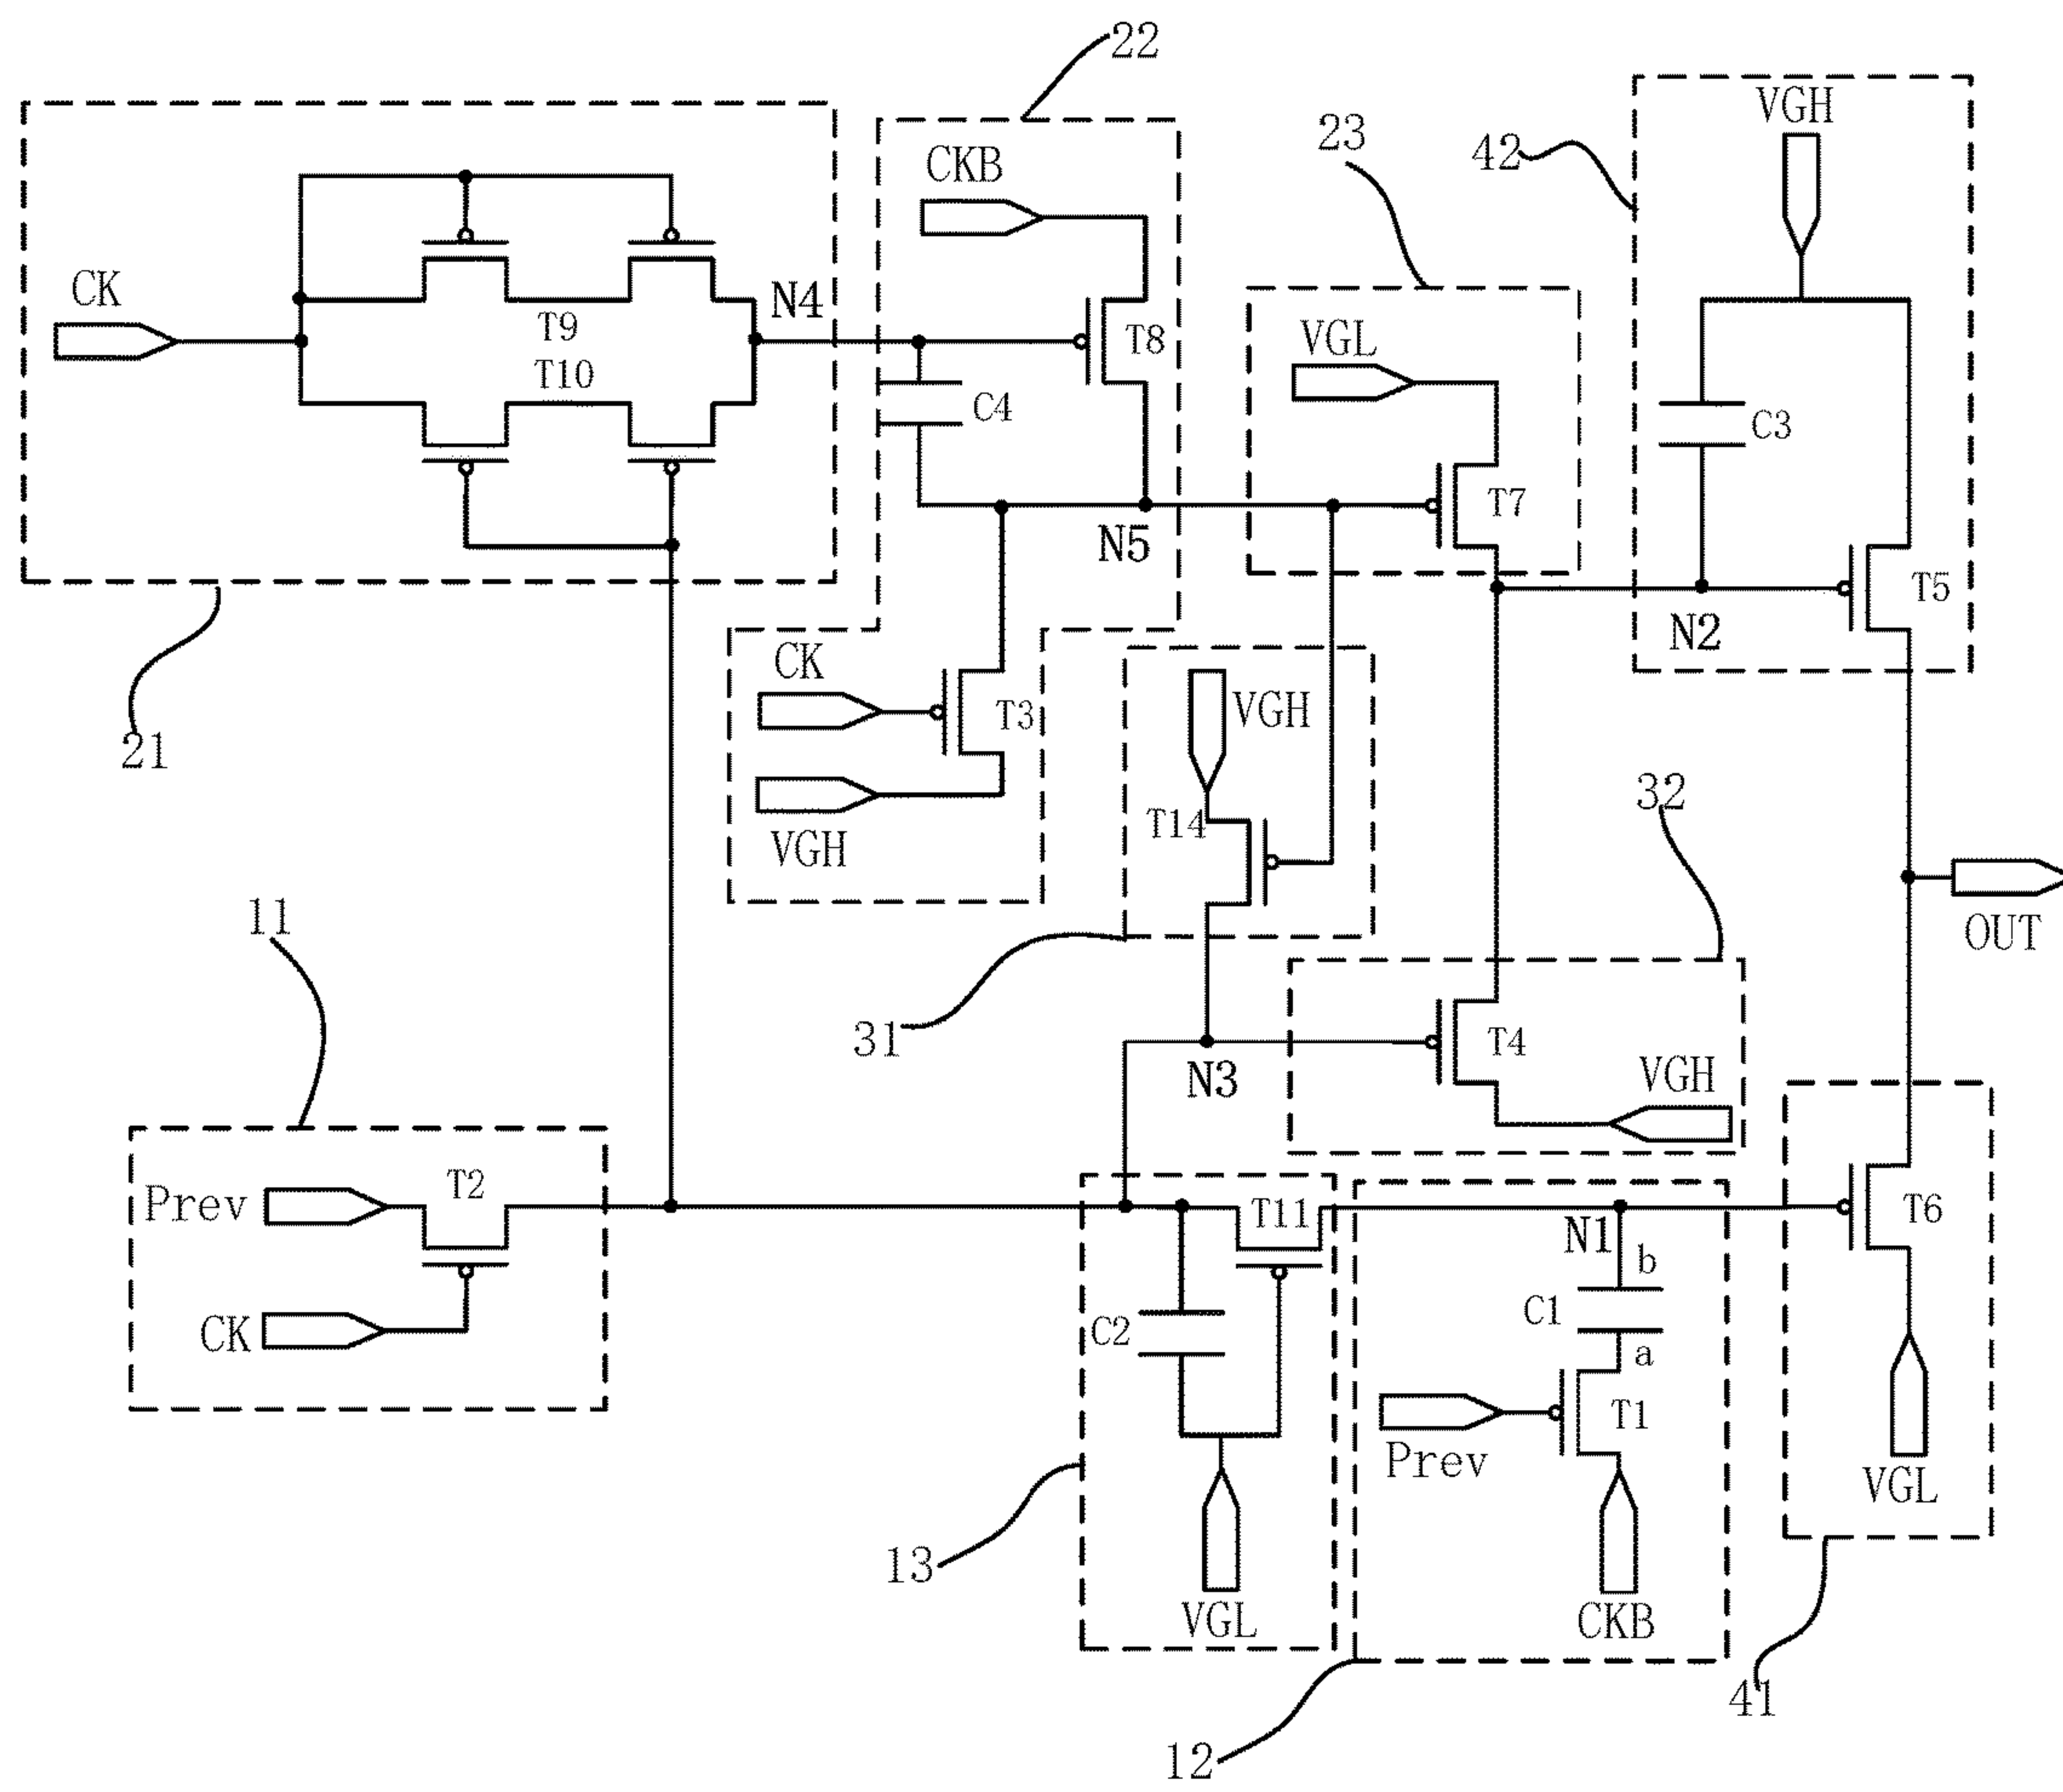 22
CKB
23
42
VGH
CK
T9
T10
N4
T8
C4
VGL
C3
T7
N5
T5
N2
21
CK
T3
VGH
VGH
T14
32
11
31
N3
T4
VGH
OUT
Prev
T2
CK
T11
N1
b
C1
a
C2
T6
Prev
T1
VGL
13
VGL
CKB
41
12